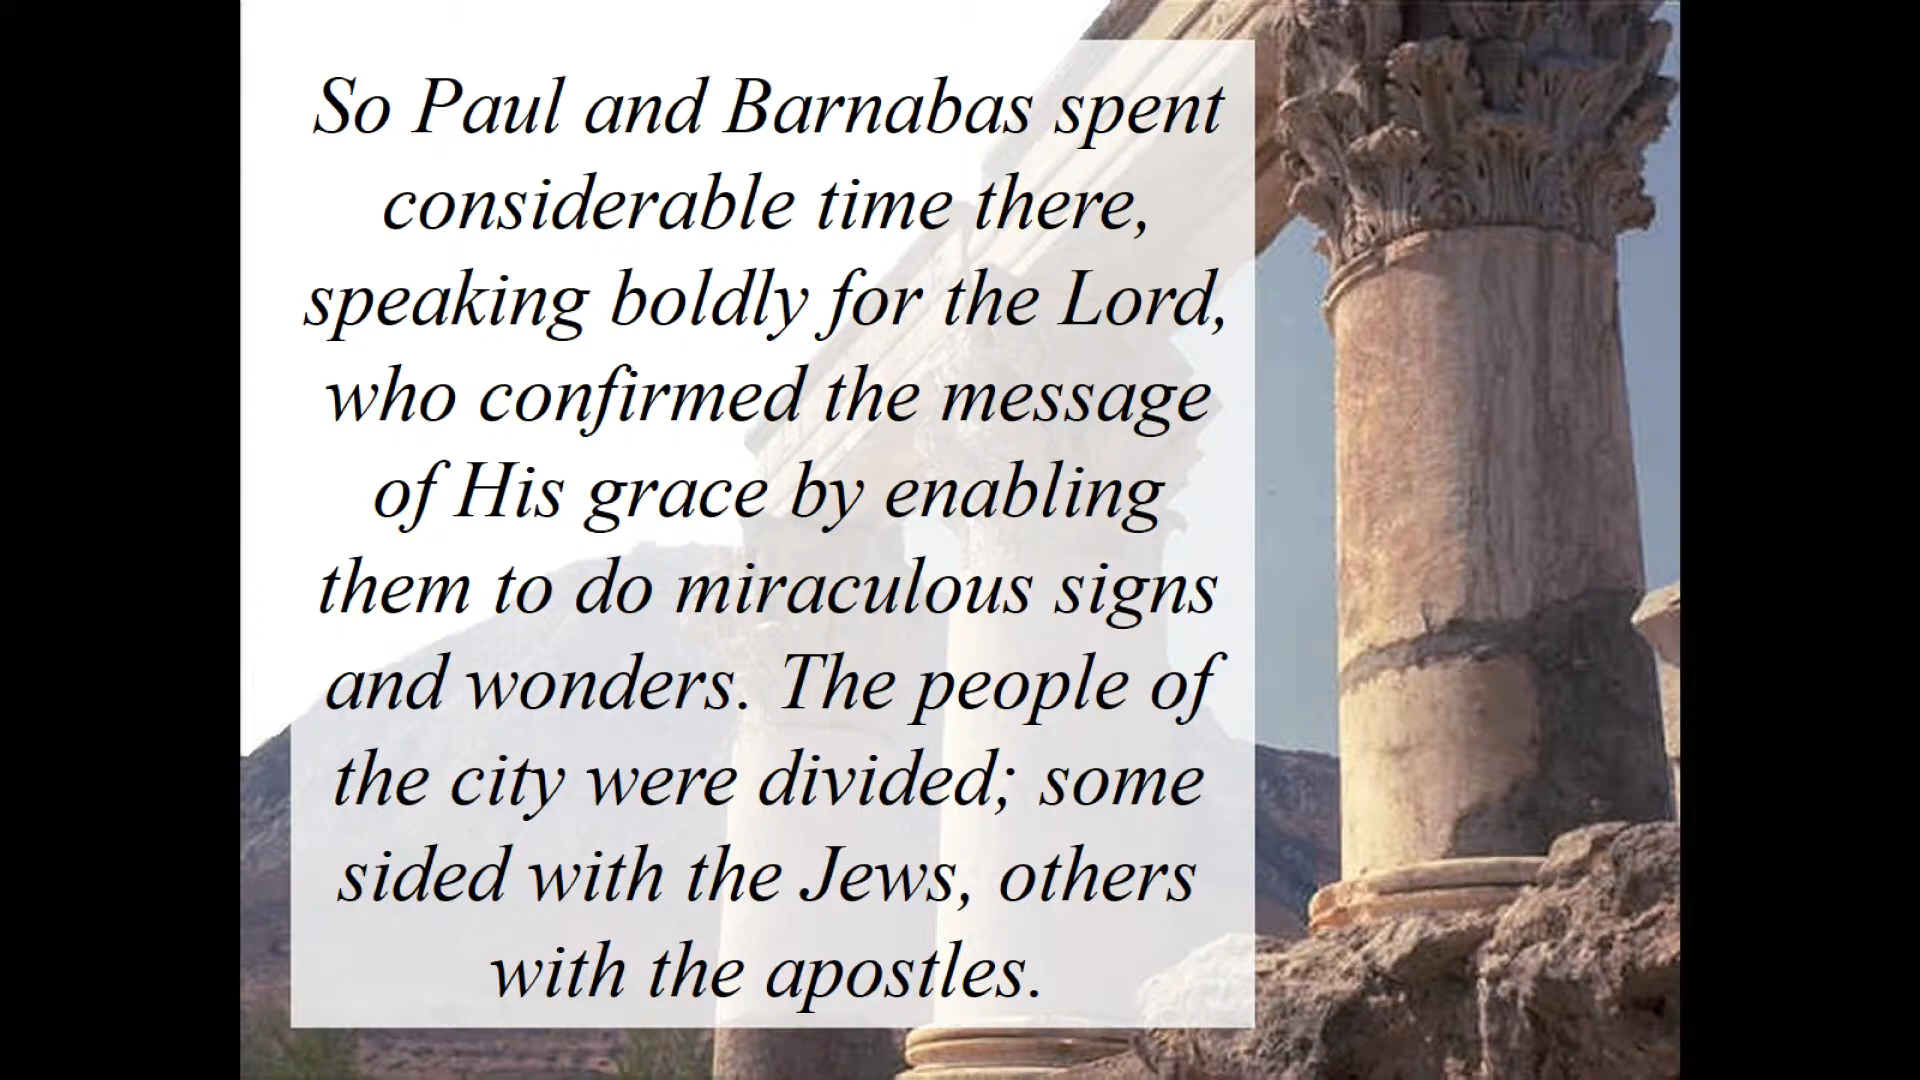 So Paul and Barnabas spent
considerable time there,
speaking boldly for the Lord,
who confirmed the message
of His grace by enabling
them to do miraculous signs
and wonders. The people of
the city were divided; some
sided with the Jews, others
with the apostles.